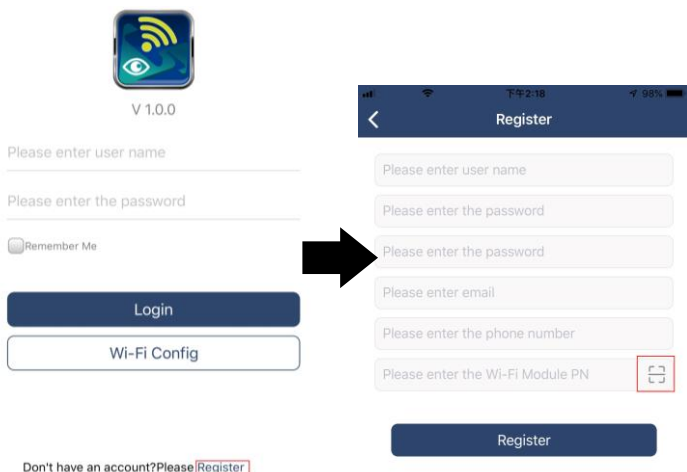 V 1.0.0
Please enter user name
Please enter the password
Remember Me
Login
Wi-Fi Config
Don't have an account?Please Register
下午2:18
98%
Register
Please enter user name
Please enter the password
Please enter the password
Please enter email
Please enter the phone number
Please enter the Wi-Fi Module PN
Register